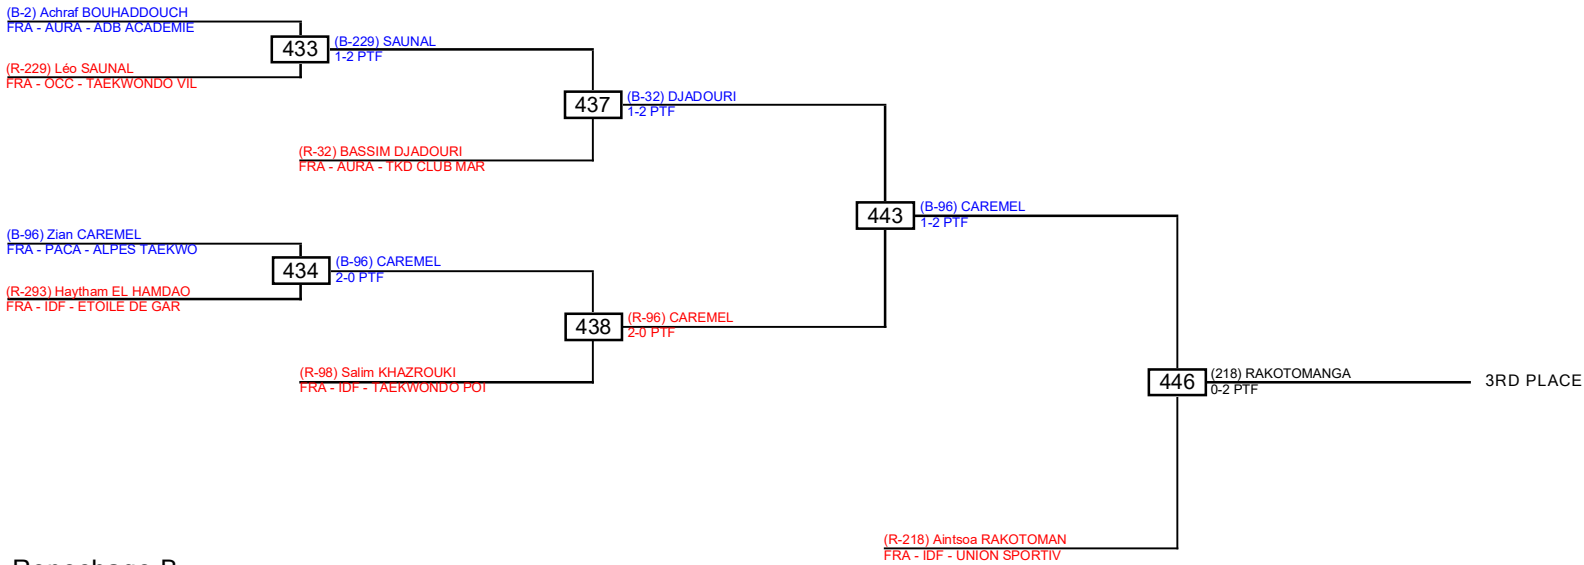 (B-2) Achraf BOUHADDOUCH
FRA - AURA - ADB ACADEMIE
433
(B-229) SAUNAL
1-2 PTF
(R-229) Léo SAUNAL
FRA - OCC - TAEKWONDO VIL
437
(B-32) DJADOURI
1-2 PTF
(R-32) BASSIM DJADOURI
FRA - AURA - TKD CLUB MAR
443
(B-96) CAREMEL
1-2 PTF
(B-96) Zian CAREMEL
FRA - PACA - ALPES TAEKWO
434
(B-96) CAREMEL
2-0 PTF
(R-293) Haytham EL HAMDAO
FRA - IDF - ETOILE DE GAR
438
(R-96) CAREMEL
2-0 PTF
(R-98) Salim KHAZROUKI
FRA - IDF - TAEKWONDO POI
446
(218) RAKOTOMANGA
0-2 PTF
3RD PLACE
(R-218) Aintsoa RAKOTOMAN
FRA - IDF - UNION SPORTIV
Repechage B